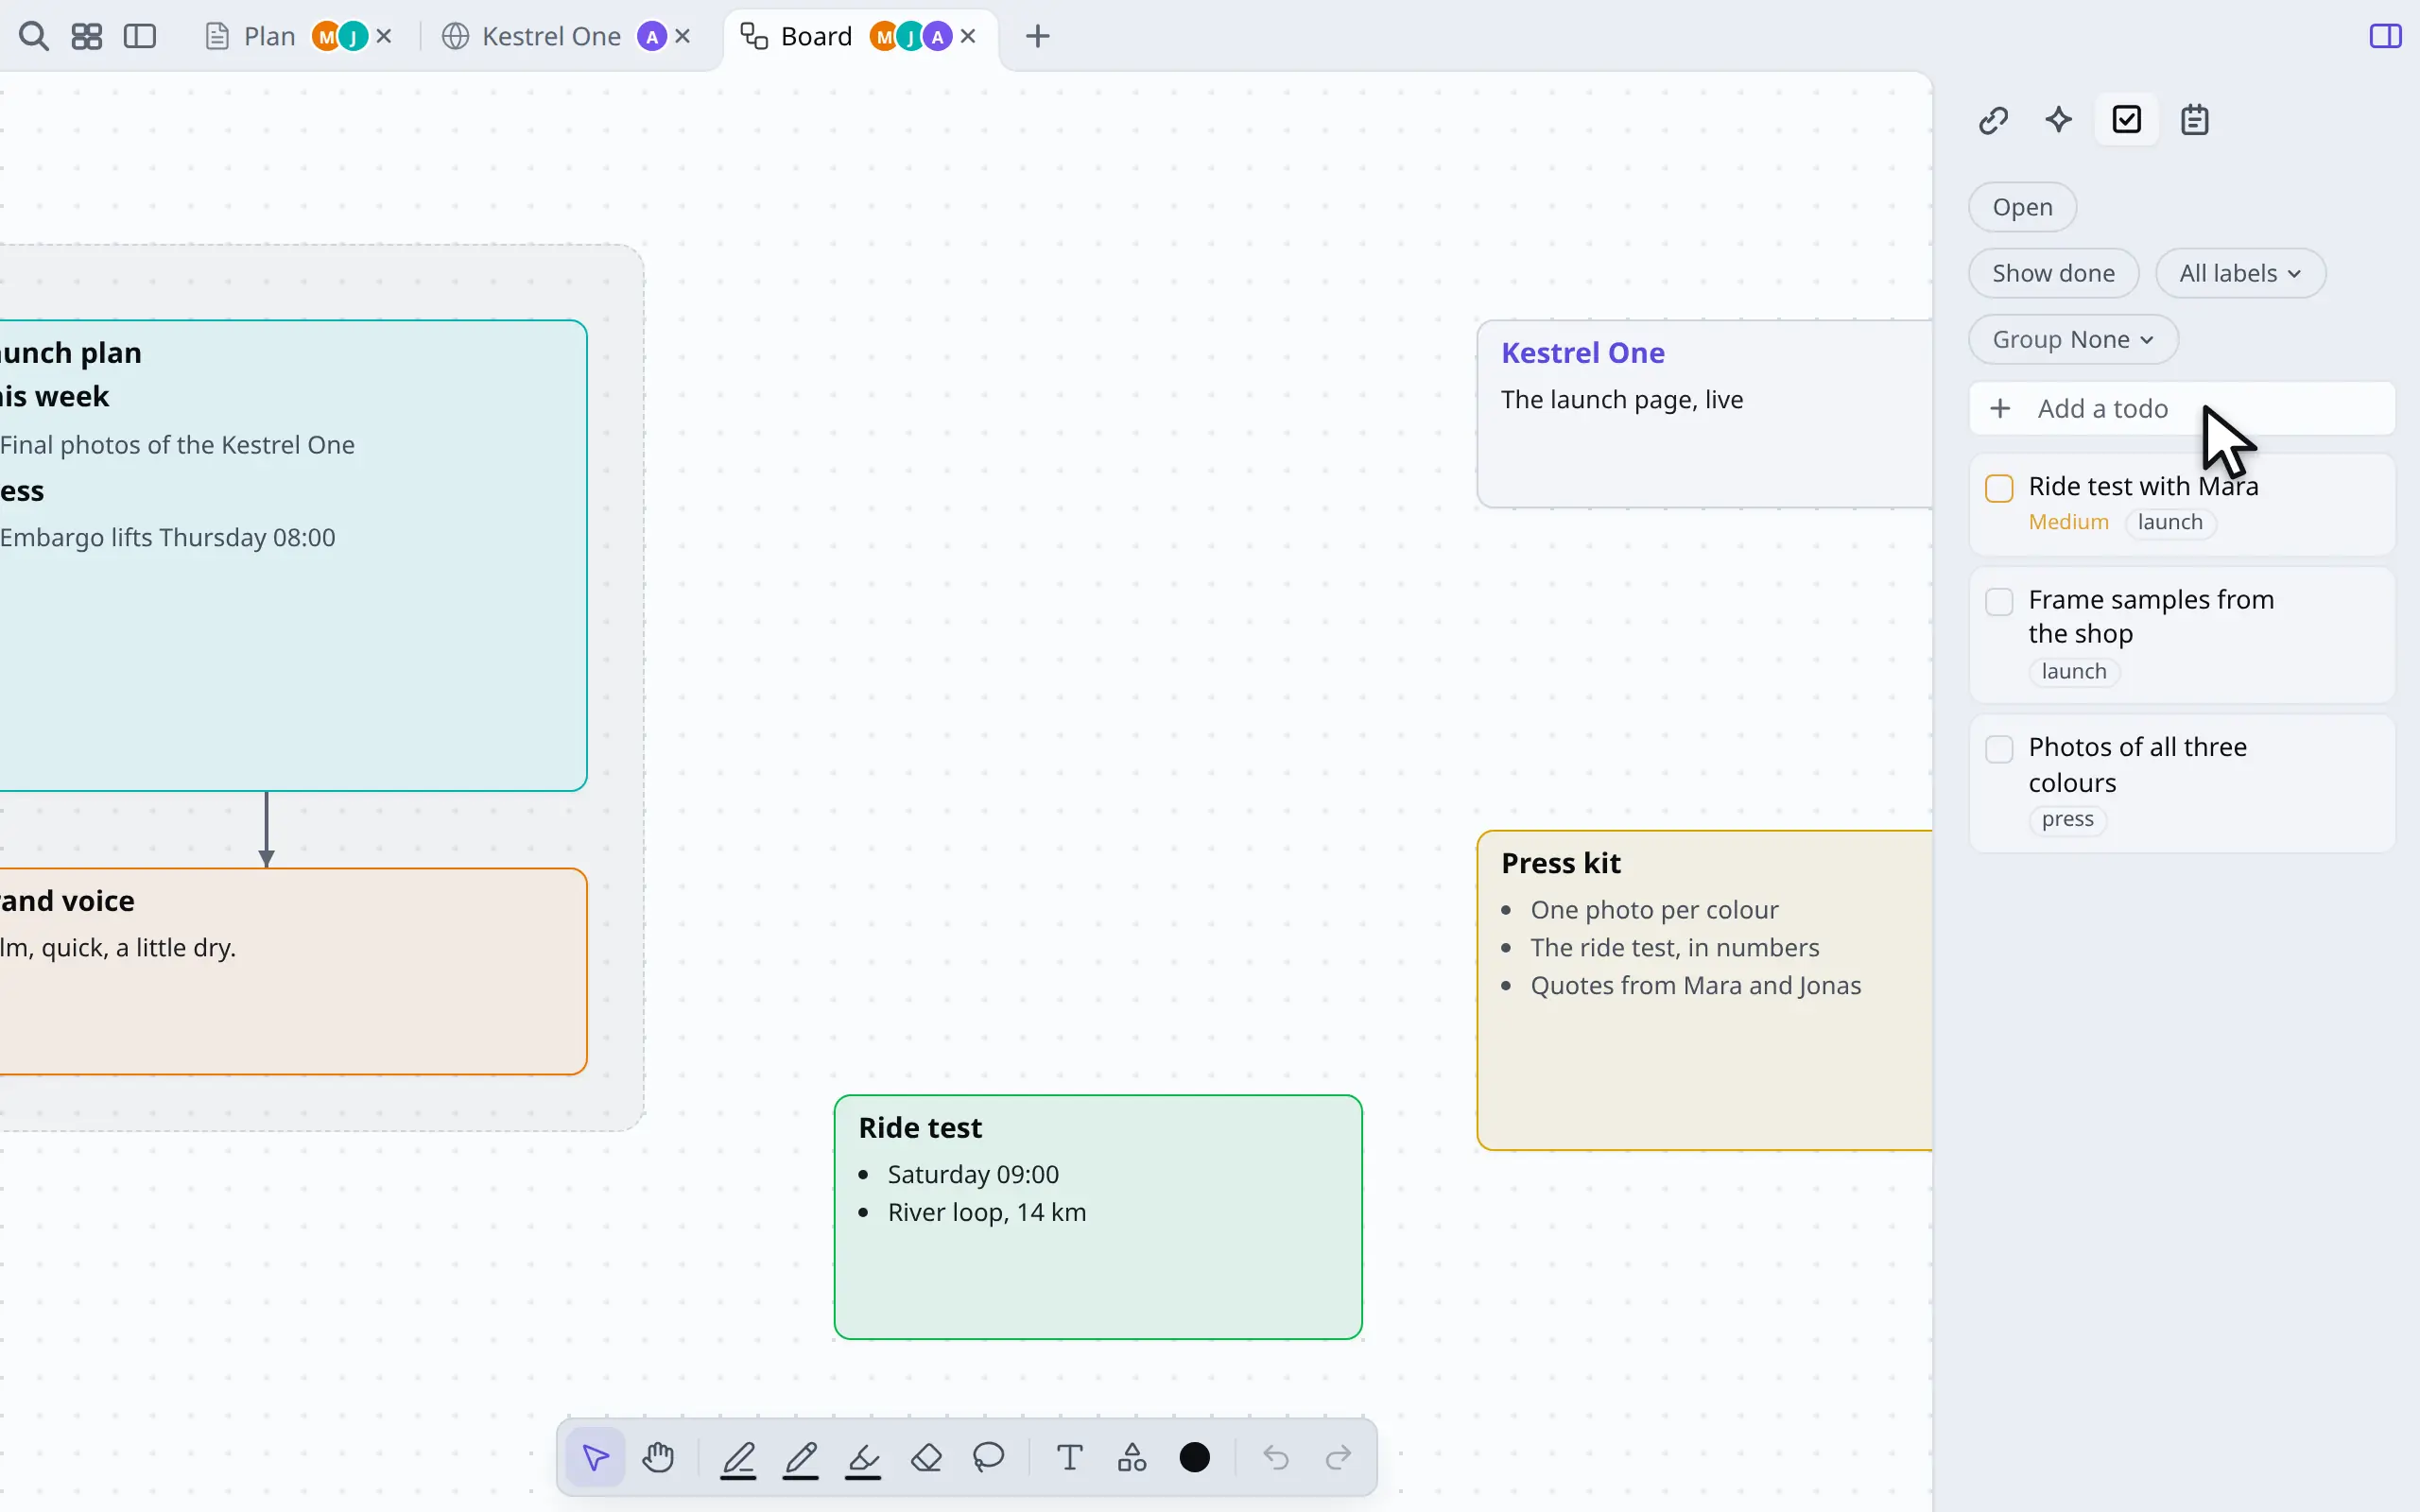 Plan M J
Kestrel One A
Board M J A
Open
Show done All labels
Group None
Add a todo
Ride test with Mara
Medium launch
Frame samples from
the shop
launch
Photos of all three
colours
press
aunch plan
his week
Final photos of the Kestrel One
ess
Embargo lifts Thursday 08:00
rand voice
lm, quick, a little dry.
Kestrel One
The launch page, live
Press kit
• One photo per colour
• The ride test, in numbers
• Quotes from Mara and Jonas
Ride test
• Saturday 09:00
• River loop, 14 km